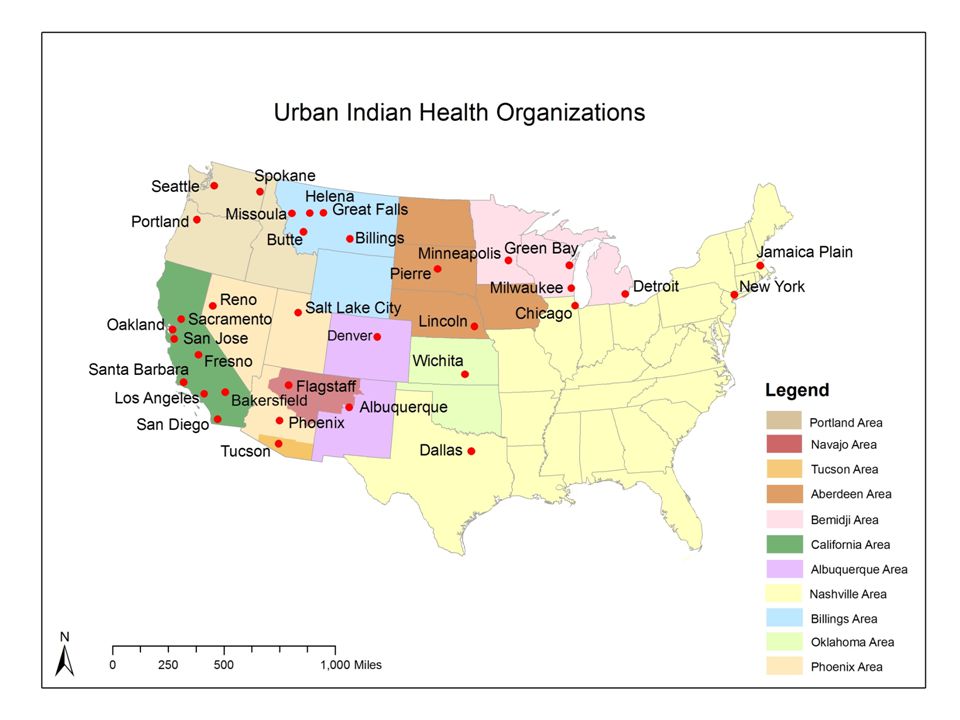 Urban Indian Health Organizations
Spokane
Seattle
Helena
Missoula
Great Falls
Portland
Butte
Billings
Minneapolis
Green Bay
Jamaica Plain
Pierre
Milwaukee
Detroit
New York
Reno
Salt Lake City
Chicago
Oakland
Sacramento
Lincoln
San Jose
Denver
Fresno
Wichita
Santa Barbara
Flagstaff
Los Angeles
Bakersfield
Albuquerque
San Diego
Phoenix
Tucson
Dallas
Legend
Portland Area
Navajo Area
Tucson Area
Aberdeen Area
Bemidji Area
California Area
Albuquerque Area
Nashville Area
Billings Area
Oklahoma Area
Phoenix Area
N
0 250 500 1,000 Miles